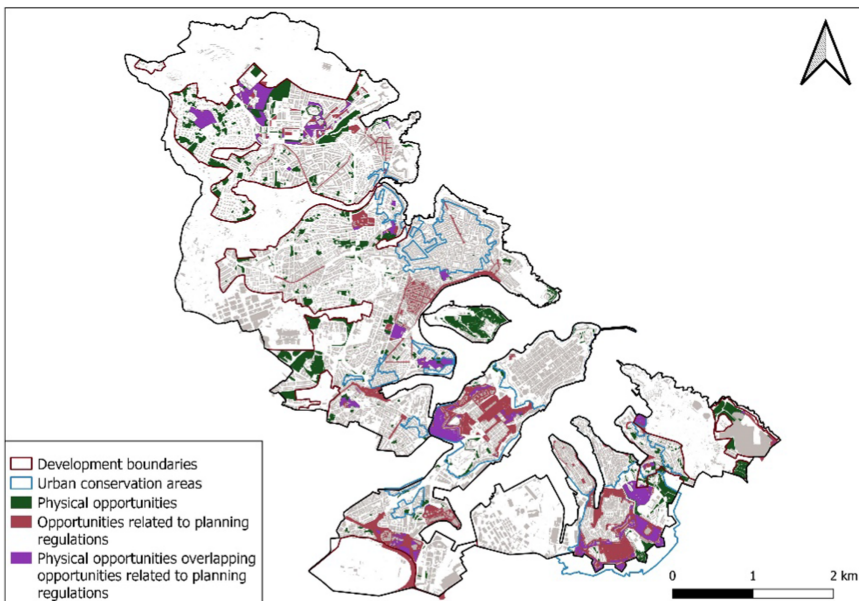 Development boundaries
Urban conservation areas
Physical opportunities
Opportunities related to planning
regulations
Physical opportunities overlapping
opportunities related to planning
regulations
0 1 2 km